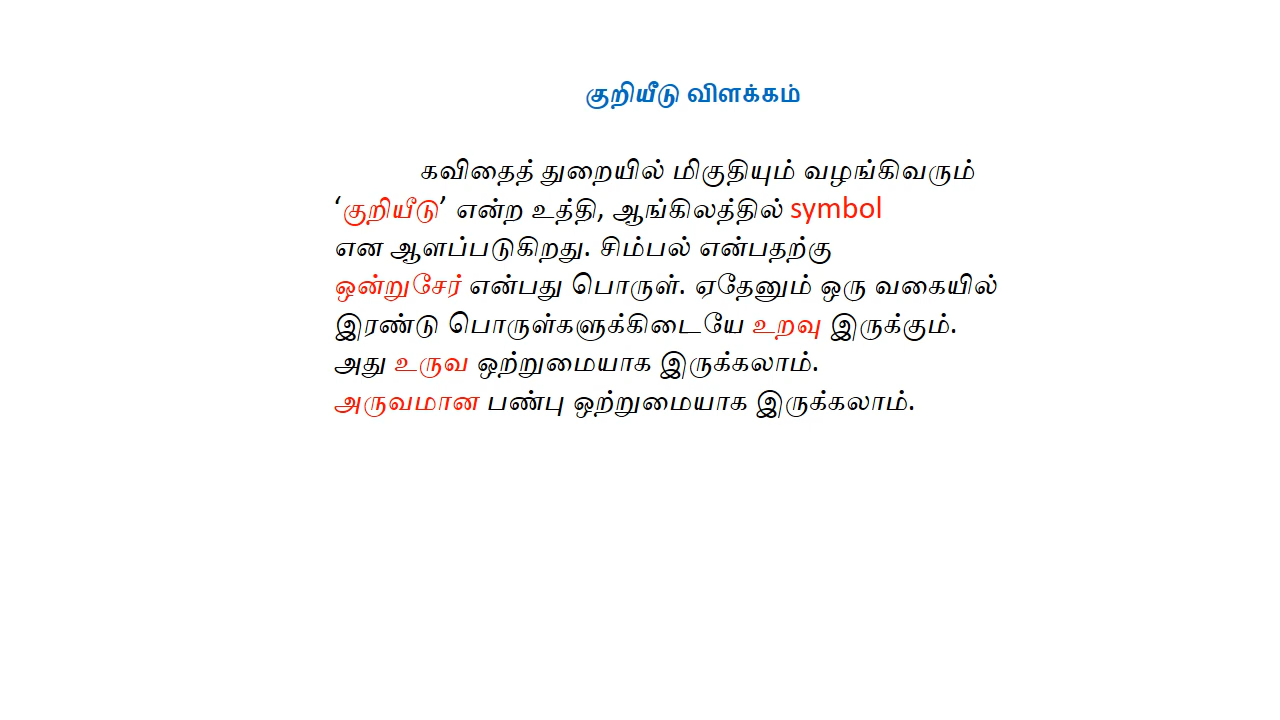 குறியீடு விளக்கம்
கவிதைத் துறையில் மிகுதியும் வழங்கிவரும்
‘குறியீடு’ என்ற உத்தி, ஆங்கிலத்தில் symbol
என ஆளப்படுகிறது. சிம்பல் என்பதற்கு
ஒன்றுசேர் என்பது பொருள். ஏதேனும் ஒரு வகையில்
இரண்டு பொருள்களுக்கிடையே உறவு இருக்கும்.
அது உருவ ஒற்றுமையாக இருக்கலாம்.
அருவமான பண்பு ஒற்றுமையாக இருக்கலாம்.